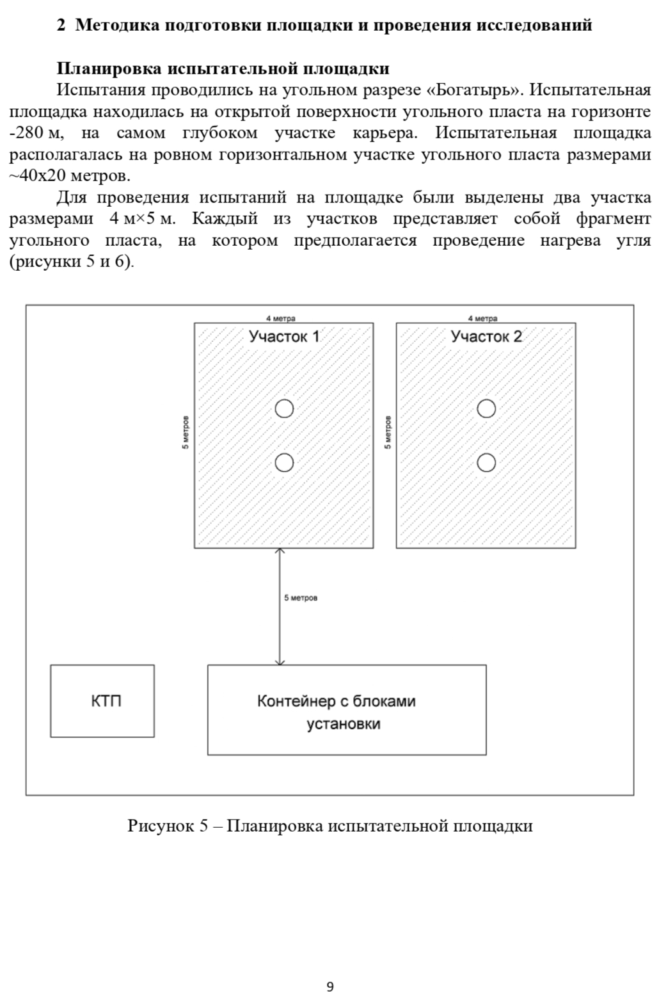 2 Методика подготовки площадки и проведения исследований
Планировка испытательной площадки
Испытания проводились на угольном разрезе «Богатырь». Испытательная
площадка находилась на открытой поверхности угольного пласта на горизонте
-280 м, на самом глубоком участке карьера. Испытательная площадка
располагалась на ровном горизонтальном участке угольного пласта размерами
~40х20 метров.
Для проведения испытаний на площадке были выделены два участка
размерами 4 м×5 м. Каждый из участков представляет собой фрагмент
угольного пласта, на котором предполагается проведение нагрева угля
(рисунки 5 и 6).
4 метра
4 метра
Участок 1
Участок 2
5 метров
5 метров
5 метров
КТП
Контейнер с блоками
установки
Рисунок 5 – Планировка испытательной площадки
9